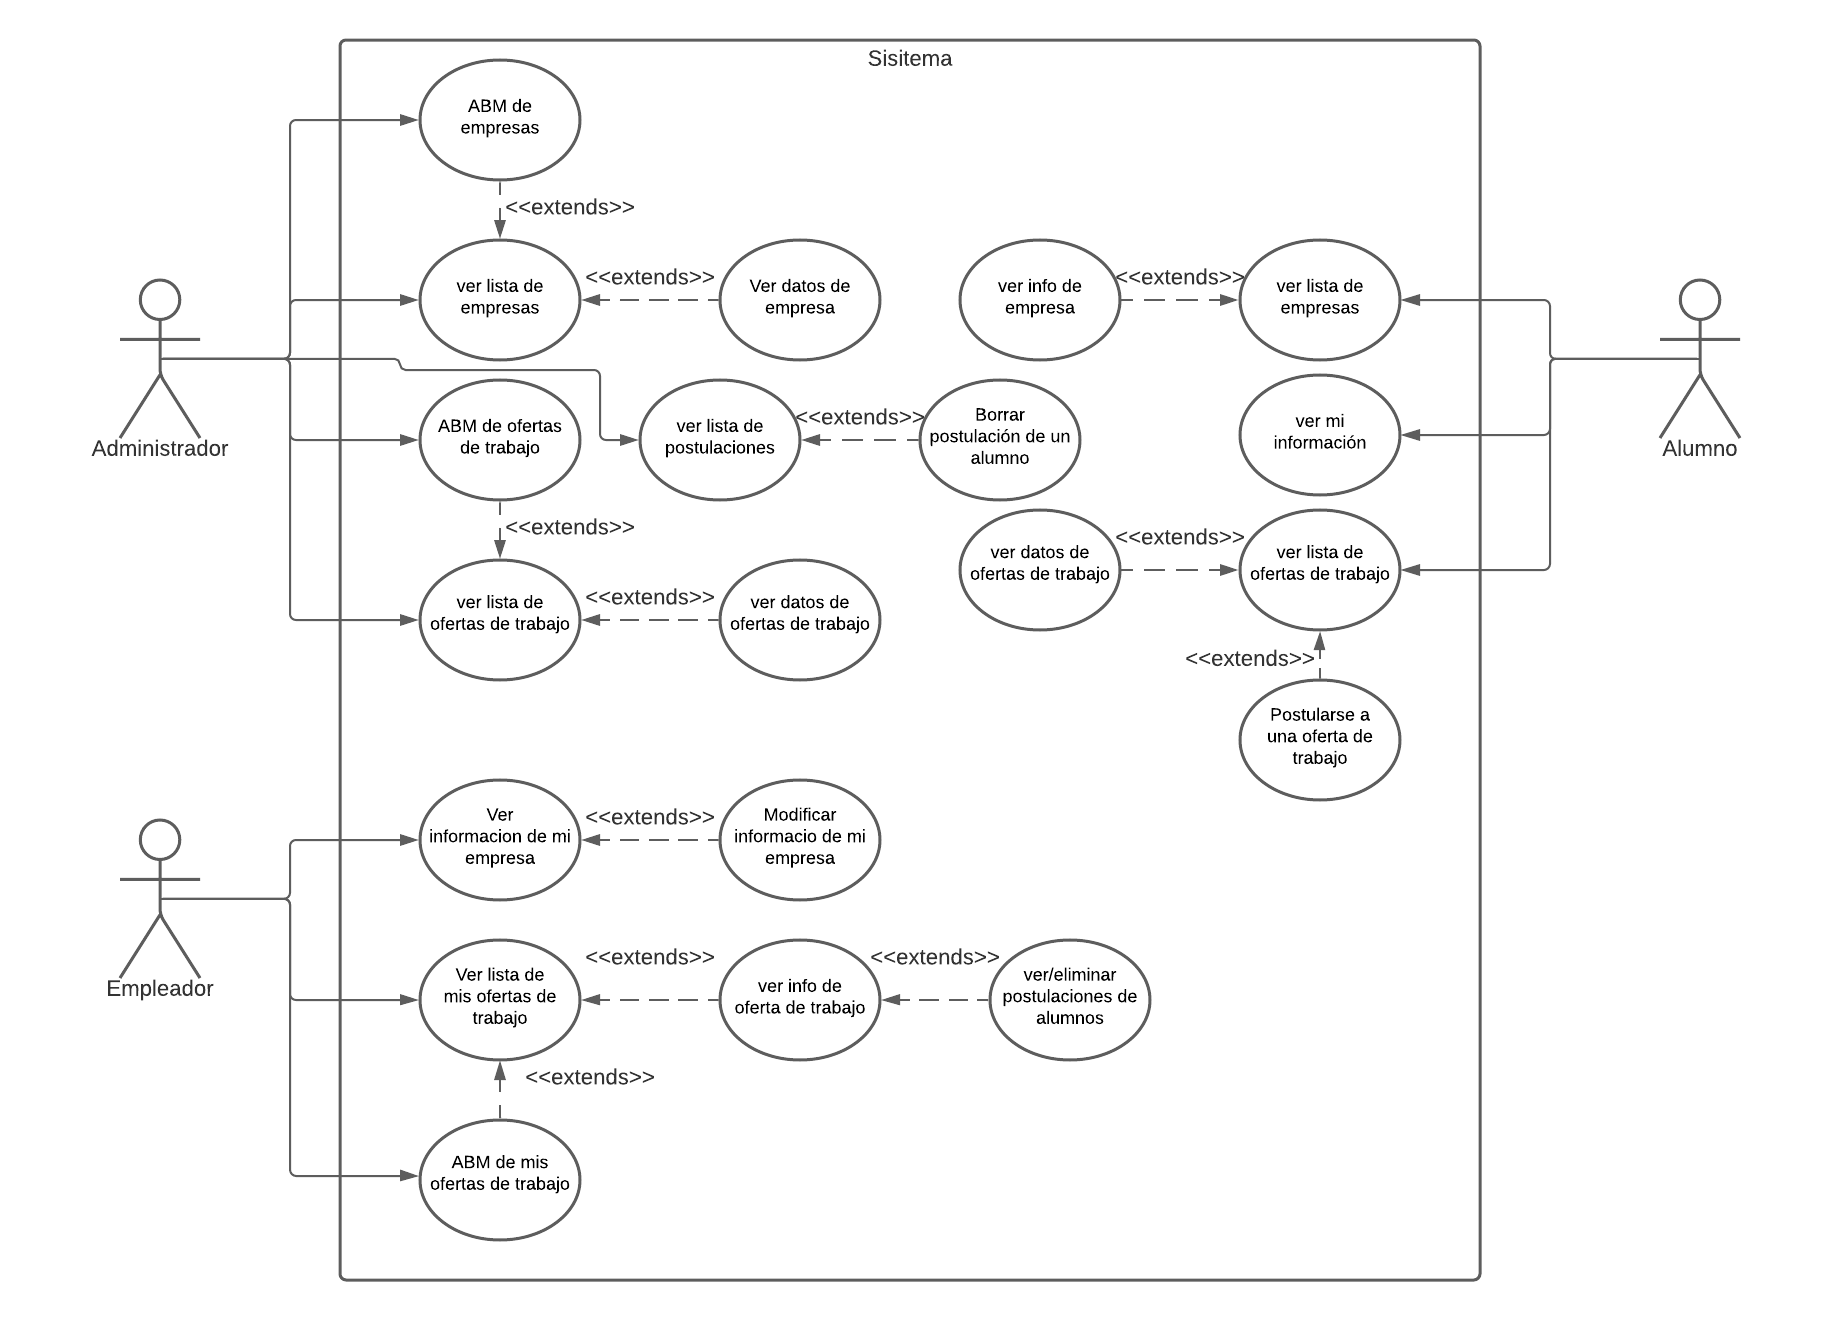 Sisitema
ABM de
empresas
<<extends>>
ver lista de
empresas
<<extends>>
Ver datos de
empresa
ver info de
empresa
<<extends>>
ver lista de
empresas
Administrador
ABM de ofertas
de trabajo
ver lista de
postulaciones
<<extends>>
Borrar
postulación de un
alumno
ver mi
información
Alumno
<<extends>>
ver lista de
ofertas de trabajo
<<extends>>
ver datos de
ofertas de trabajo
ver datos de
ofertas de trabajo
<<extends>>
ver lista de
ofertas de trabajo
<<extends>>
Postularse a
una oferta de
trabajo
Empleador
Ver
informacion de mi
empresa
<<extends>>
Modificar
informacio de mi
empresa
Ver lista de
mis ofertas de
trabajo
<<extends>>
ver info de
oferta de trabajo
<<extends>>
ver/eliminar
postulaciones de
alumnos
<<extends>>
ABM de mis
ofertas de trabajo